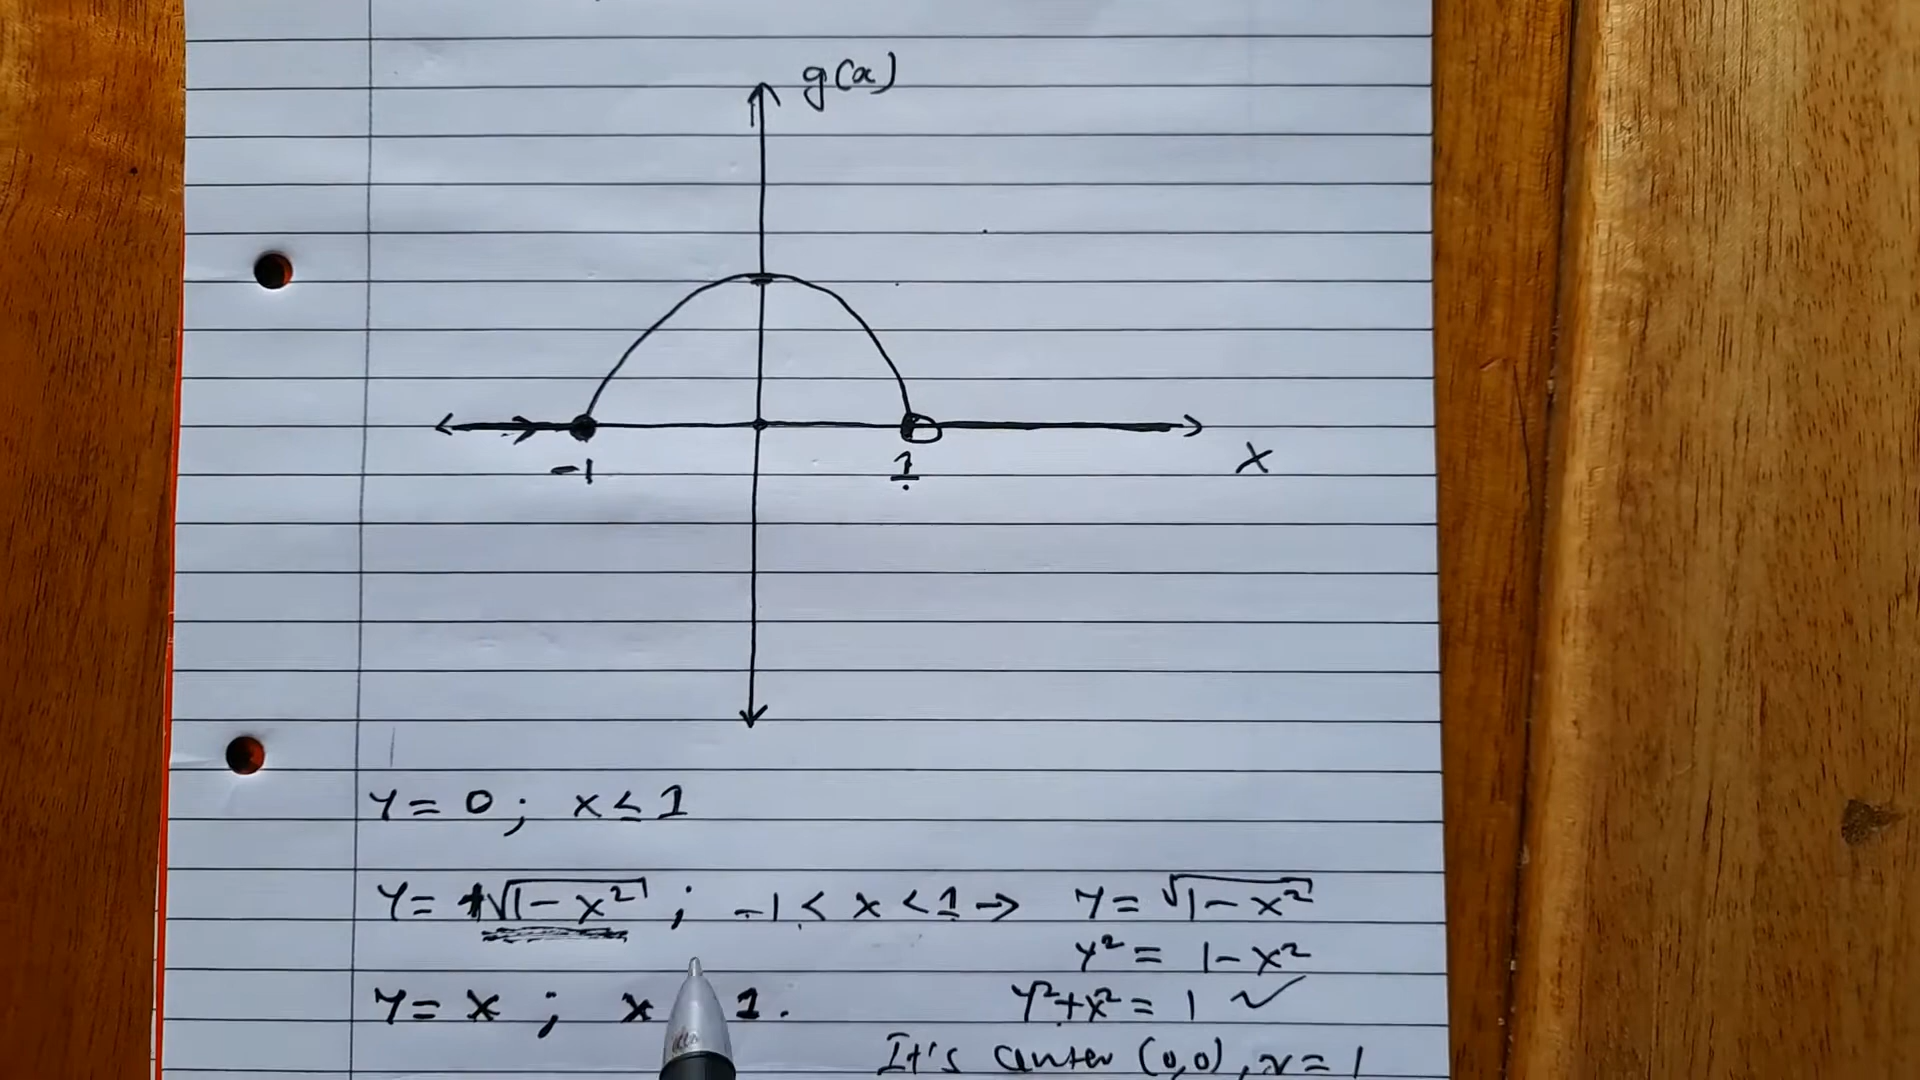 g(x)
-1
1
x
y = 0 ; x ≤ 1
y = +√1-x² ; -1 < x < 1 → y = √1-x²
y² = 1-x²
y = x ; x 1. y²+x² = 1 ✓
It's center (0,0), r = 1